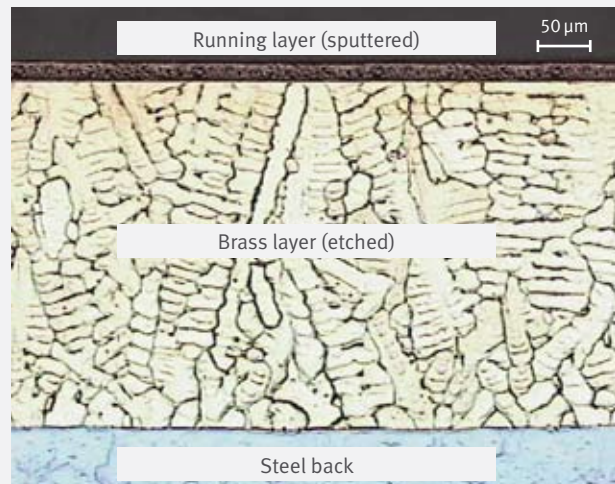 Running layer (sputtered)
50 µm
Brass layer (etched)
Steel back